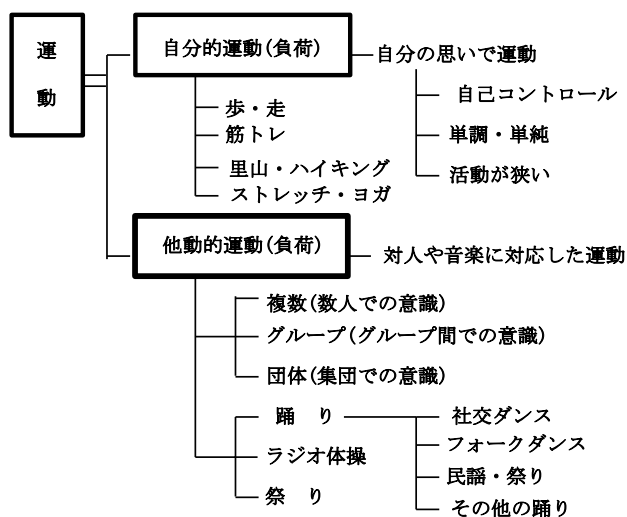 運動
自分的運動(負荷)
自分の思いで運動
歩・走
筋トレ
里山・ハイキング
ストレッチ・ヨガ
自己コントロール
単調・単純
活動が狭い
他動的運動(負荷)
対人や音楽に対応した運動
複数(数人での意識)
グループ(グループ間での意識)
団体(集団での意識)
踊　り
ラジオ体操
祭　り
社交ダンス
フォークダンス
民謡・祭り
その他の踊り